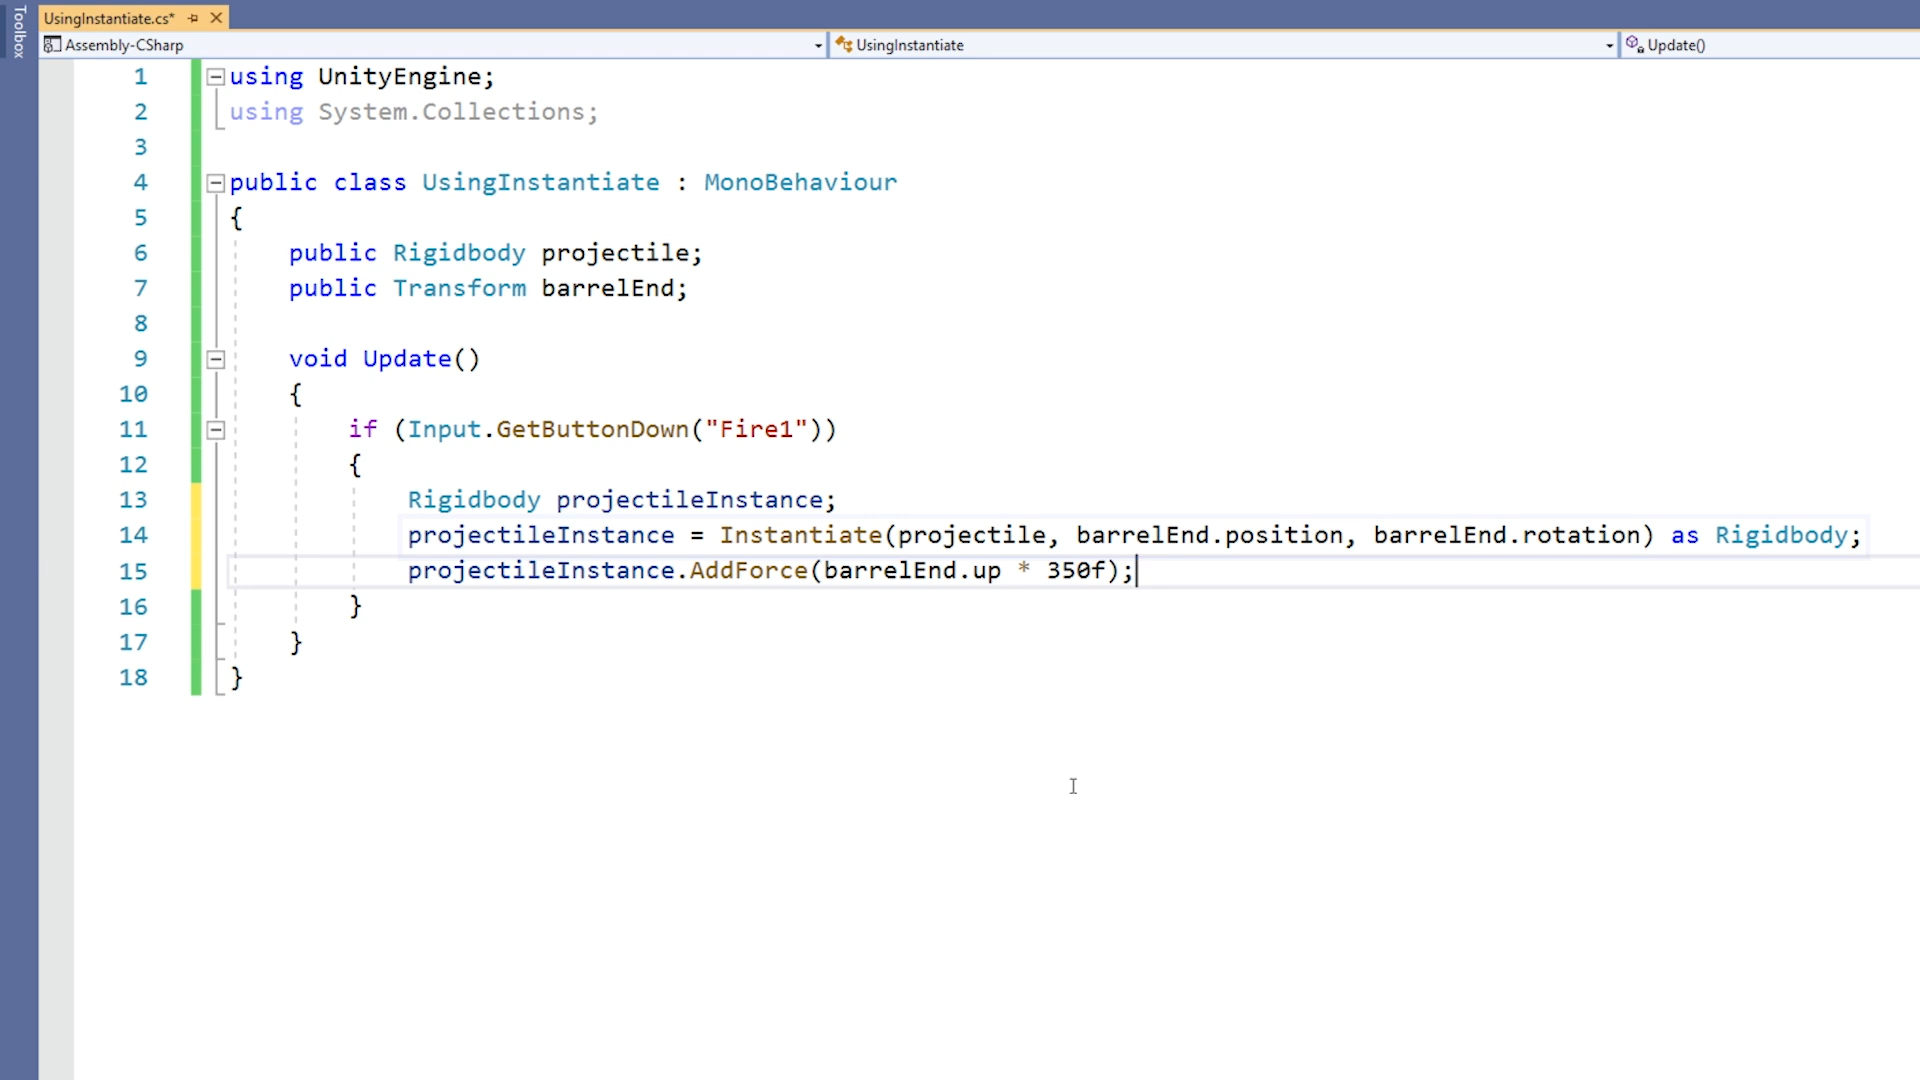 Toolbox
UsingInstantiate.cs*
Assembly-CSharp
UsingInstantiate
Update()
1 using UnityEngine;
2 using System.Collections;
3
4 public class UsingInstantiate : MonoBehaviour
5 {
6 public Rigidbody projectile;
7 public Transform barrelEnd;
8
9 void Update()
10 {
11 if (Input.GetButtonDown("Fire1"))
12 {
13 Rigidbody projectileInstance;
14 projectileInstance = Instantiate(projectile, barrelEnd.position, barrelEnd.rotation) as Rigidbody;
15 projectileInstance.AddForce(barrelEnd.up * 350f);
16 }
17 }
18 }